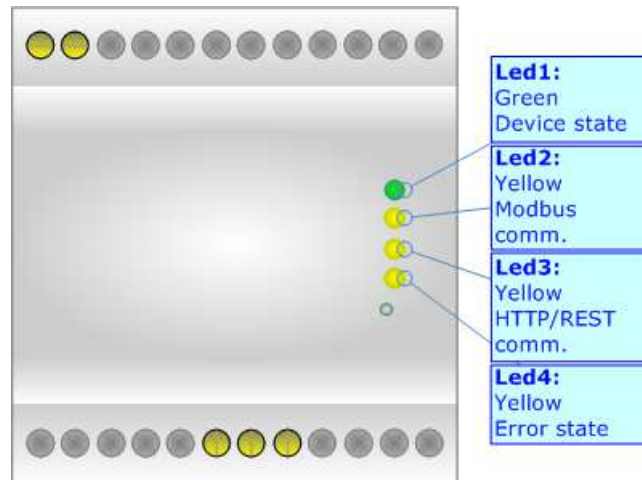 Led1:
Green
Device state
Led2:
Yellow
Modbus
comm.
Led3:
Yellow
HTTP/REST
comm.
Led4:
Yellow
Error state